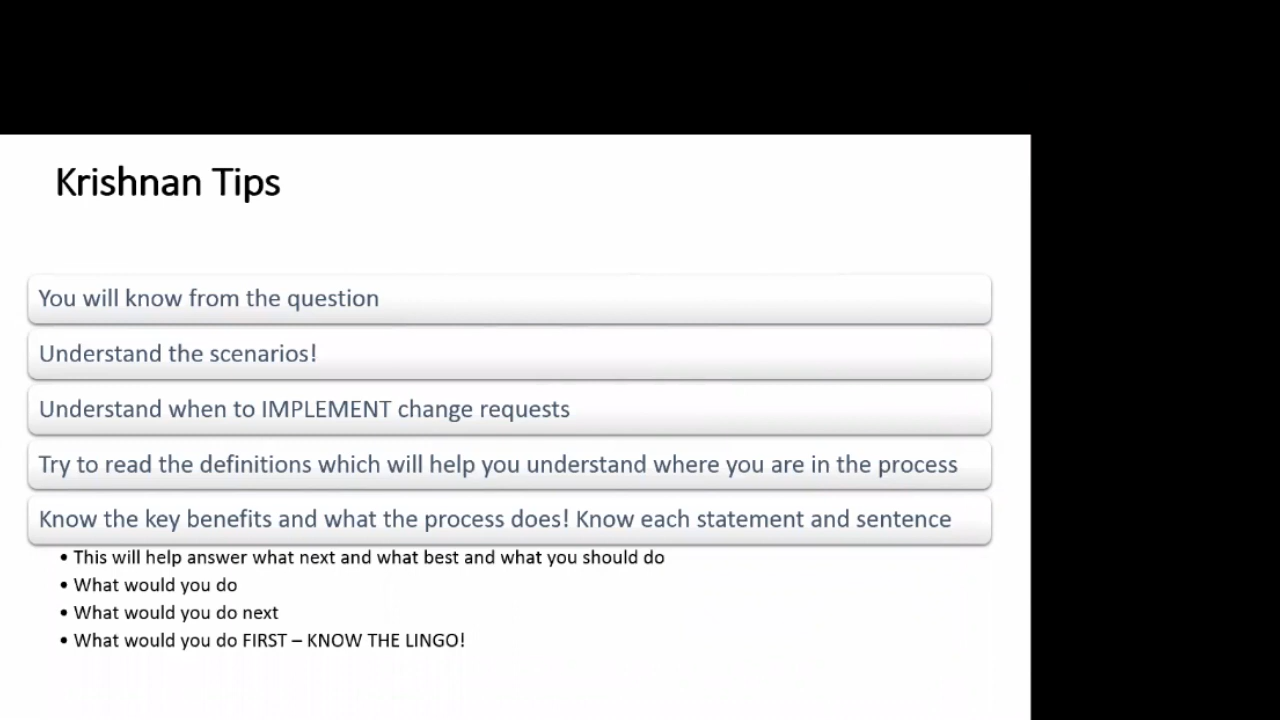 Krishnan Tips
You will know from the question
Understand the scenarios!
Understand when to IMPLEMENT change requests
Try to read the definitions which will help you understand where you are in the process
Know the key benefits and what the process does! Know each statement and sentence
• This will help answer what next and what best and what you should do
• What would you do
• What would you do next
• What would you do FIRST – KNOW THE LINGO!